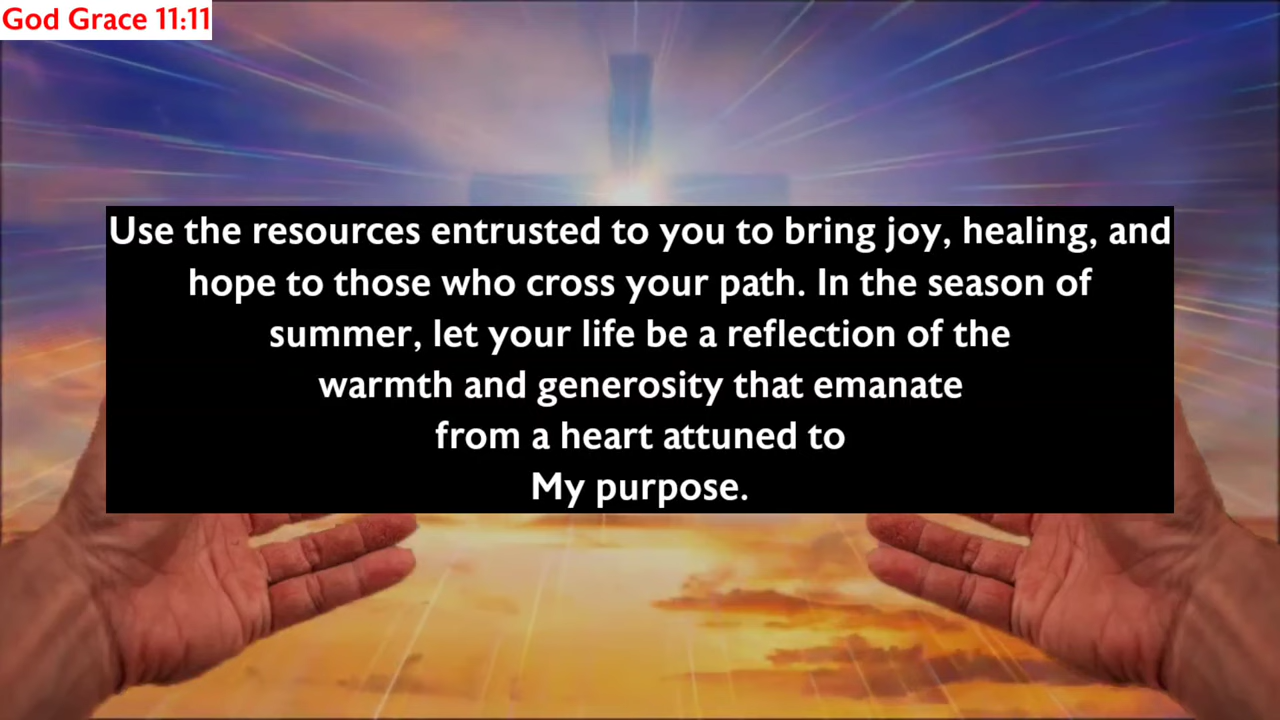 God Grace 11:11
Use the resources entrusted to you to bring joy, healing, and
hope to those who cross your path. In the season of
summer, let your life be a reflection of the
warmth and generosity that emanate
from a heart attuned to
My purpose.